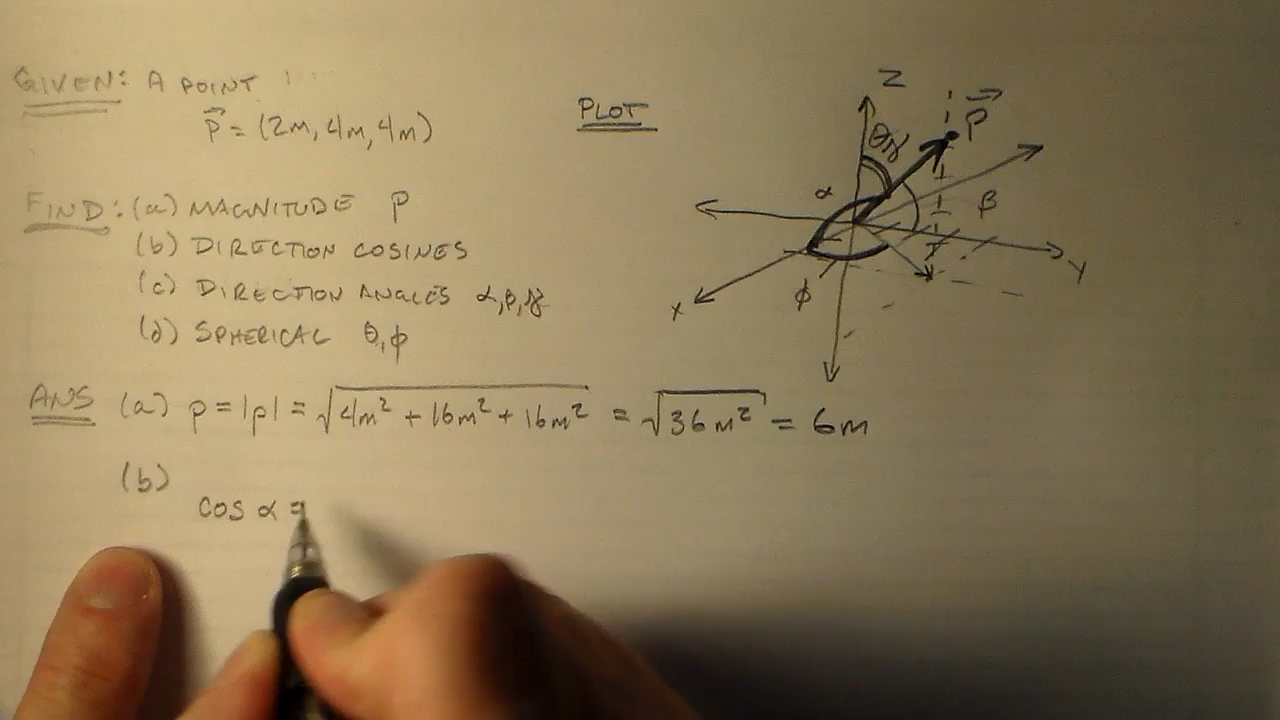 GIVEN: A POINT
P = (2m, 4m, 4m)
FIND: (a) MAGNITUDE P
(b) DIRECTION COSINES
(c) DIRECTION ANGLES α, β, γ
(d) SPHERICAL θ, φ
PLOT
Z
θ, γ
P
α
β
φ
X
Y
ANS (a) p = |p| = √4m² + 16m² + 16m² = √36m² = 6m
(b)
COS α =